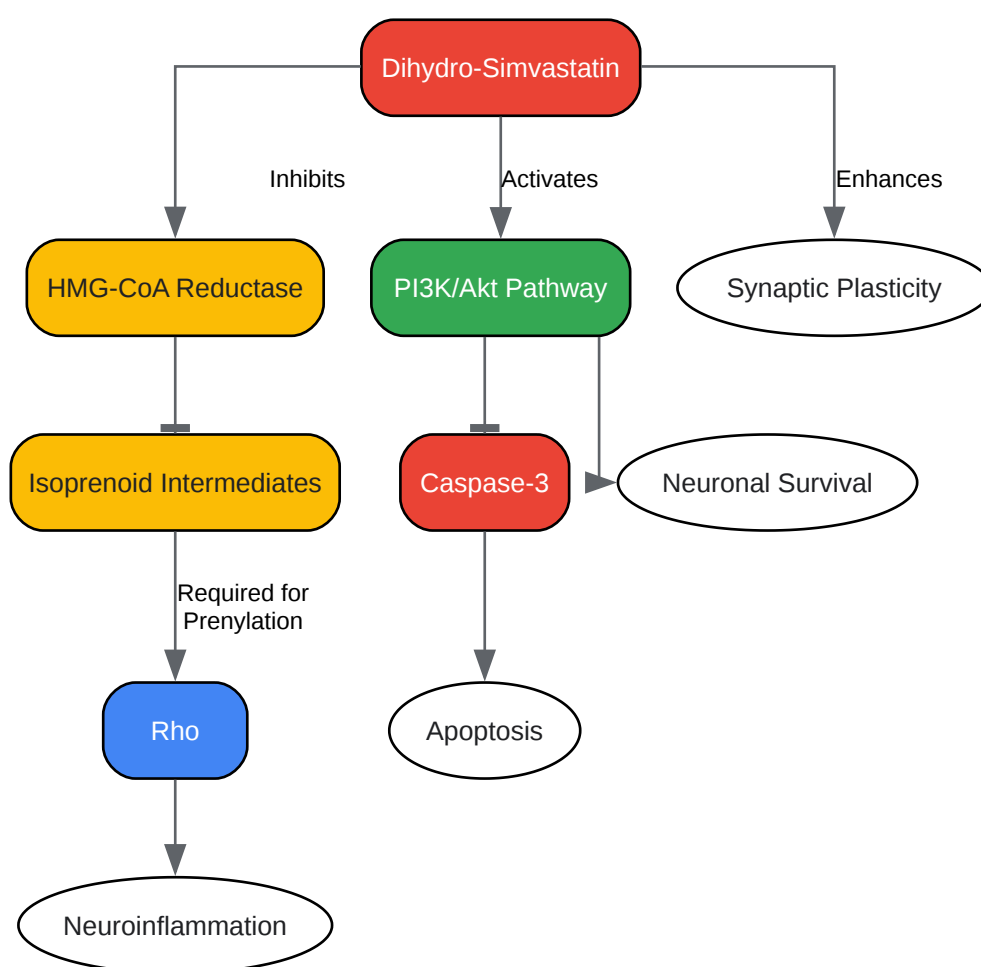 Dihydro-Simvastatin
Inhibits
Activates
Enhances
HMG-CoA Reductase
PI3K/Akt Pathway
Synaptic Plasticity
Isoprenoid Intermediates
Caspase-3
Neuronal Survival
Required for
Prenylation
Rho
Apoptosis
Neuroinflammation